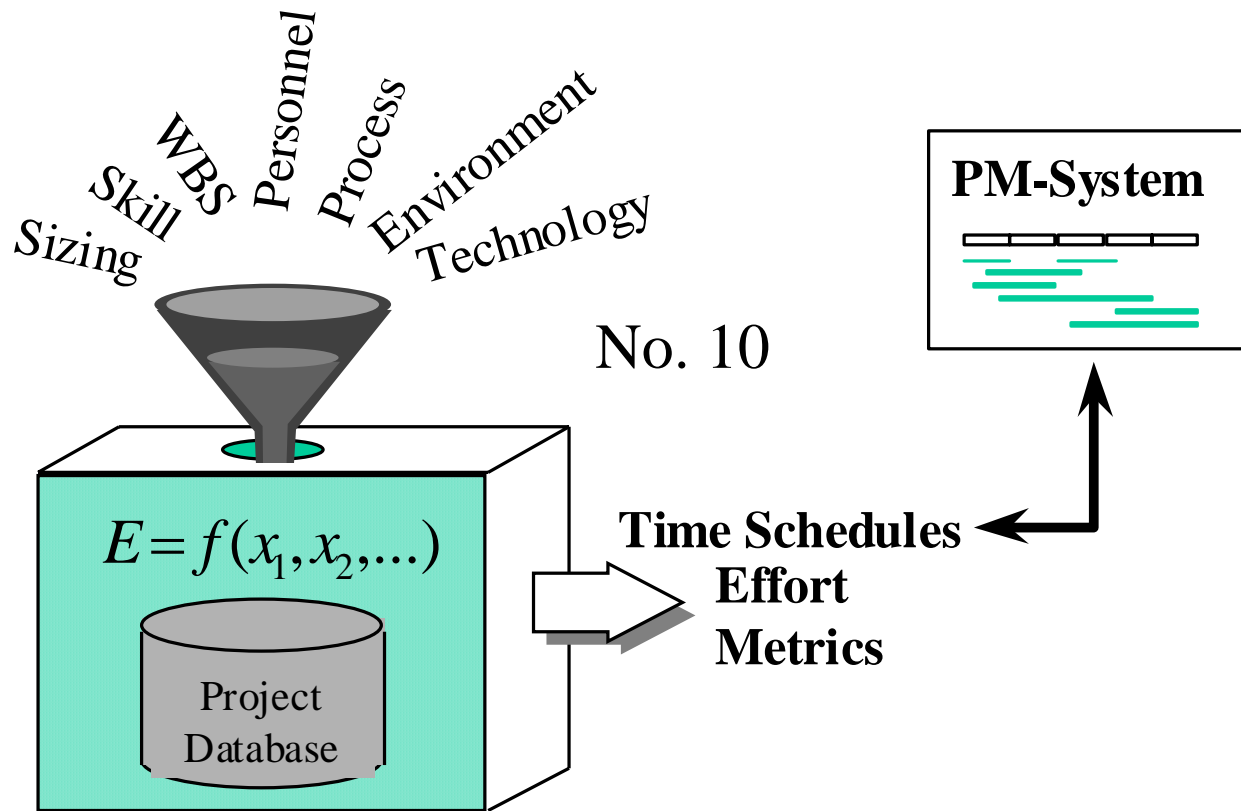 Sizing
Skill
WBS
Personnel
Process
Environment
Technology
PM-System
No. 10
E=f(x₁,x₂,...)
Time Schedules
Effort
Metrics
Project
Database